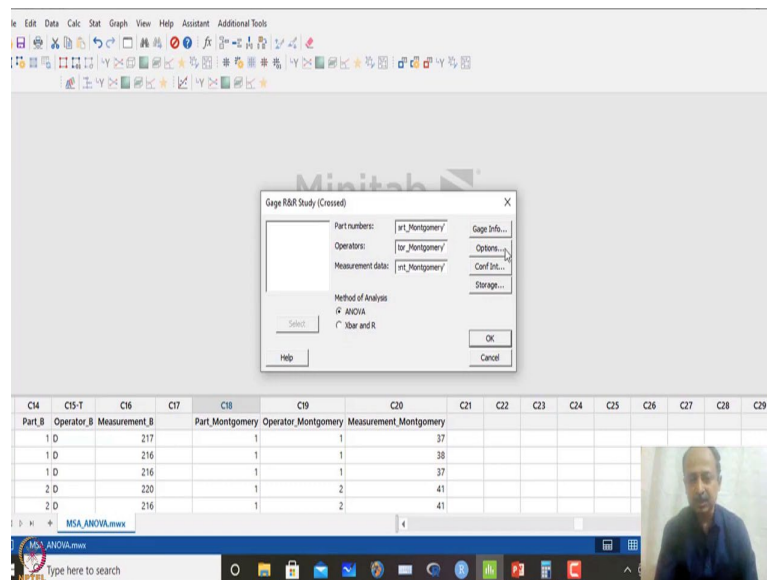 le Edit Data Calc Stat Graph View Help Assistant Additional Tools
Minitab
Gage R&R Study (Crossed) X
Part numbers: art_Montgomery' Gage Info...
Operators: tor_Montgomery' Options...
Measurement data: ent_Montgomery' Conf Int...
Storage...
Method of Analysis
ANOVA
Xbar and R
Select
OK
Help Cancel
C14 C15-T C16 C17 C18 C19 C20 C21 C22 C23 C24 C25 C26 C27 C28 C29
Part_B Operator_B Measurement_B Part_Montgomery Operator_Montgomery Measurement_Montgomery
1 D 217 1 1 37
1 D 216 1 1 38
1 D 216 1 1 37
2 D 220 1 2 41
2 D 216 1 2 41
MSA_ANOVA.mwx
MSA_ANOVA.mwx
Type here to search
NPTEL